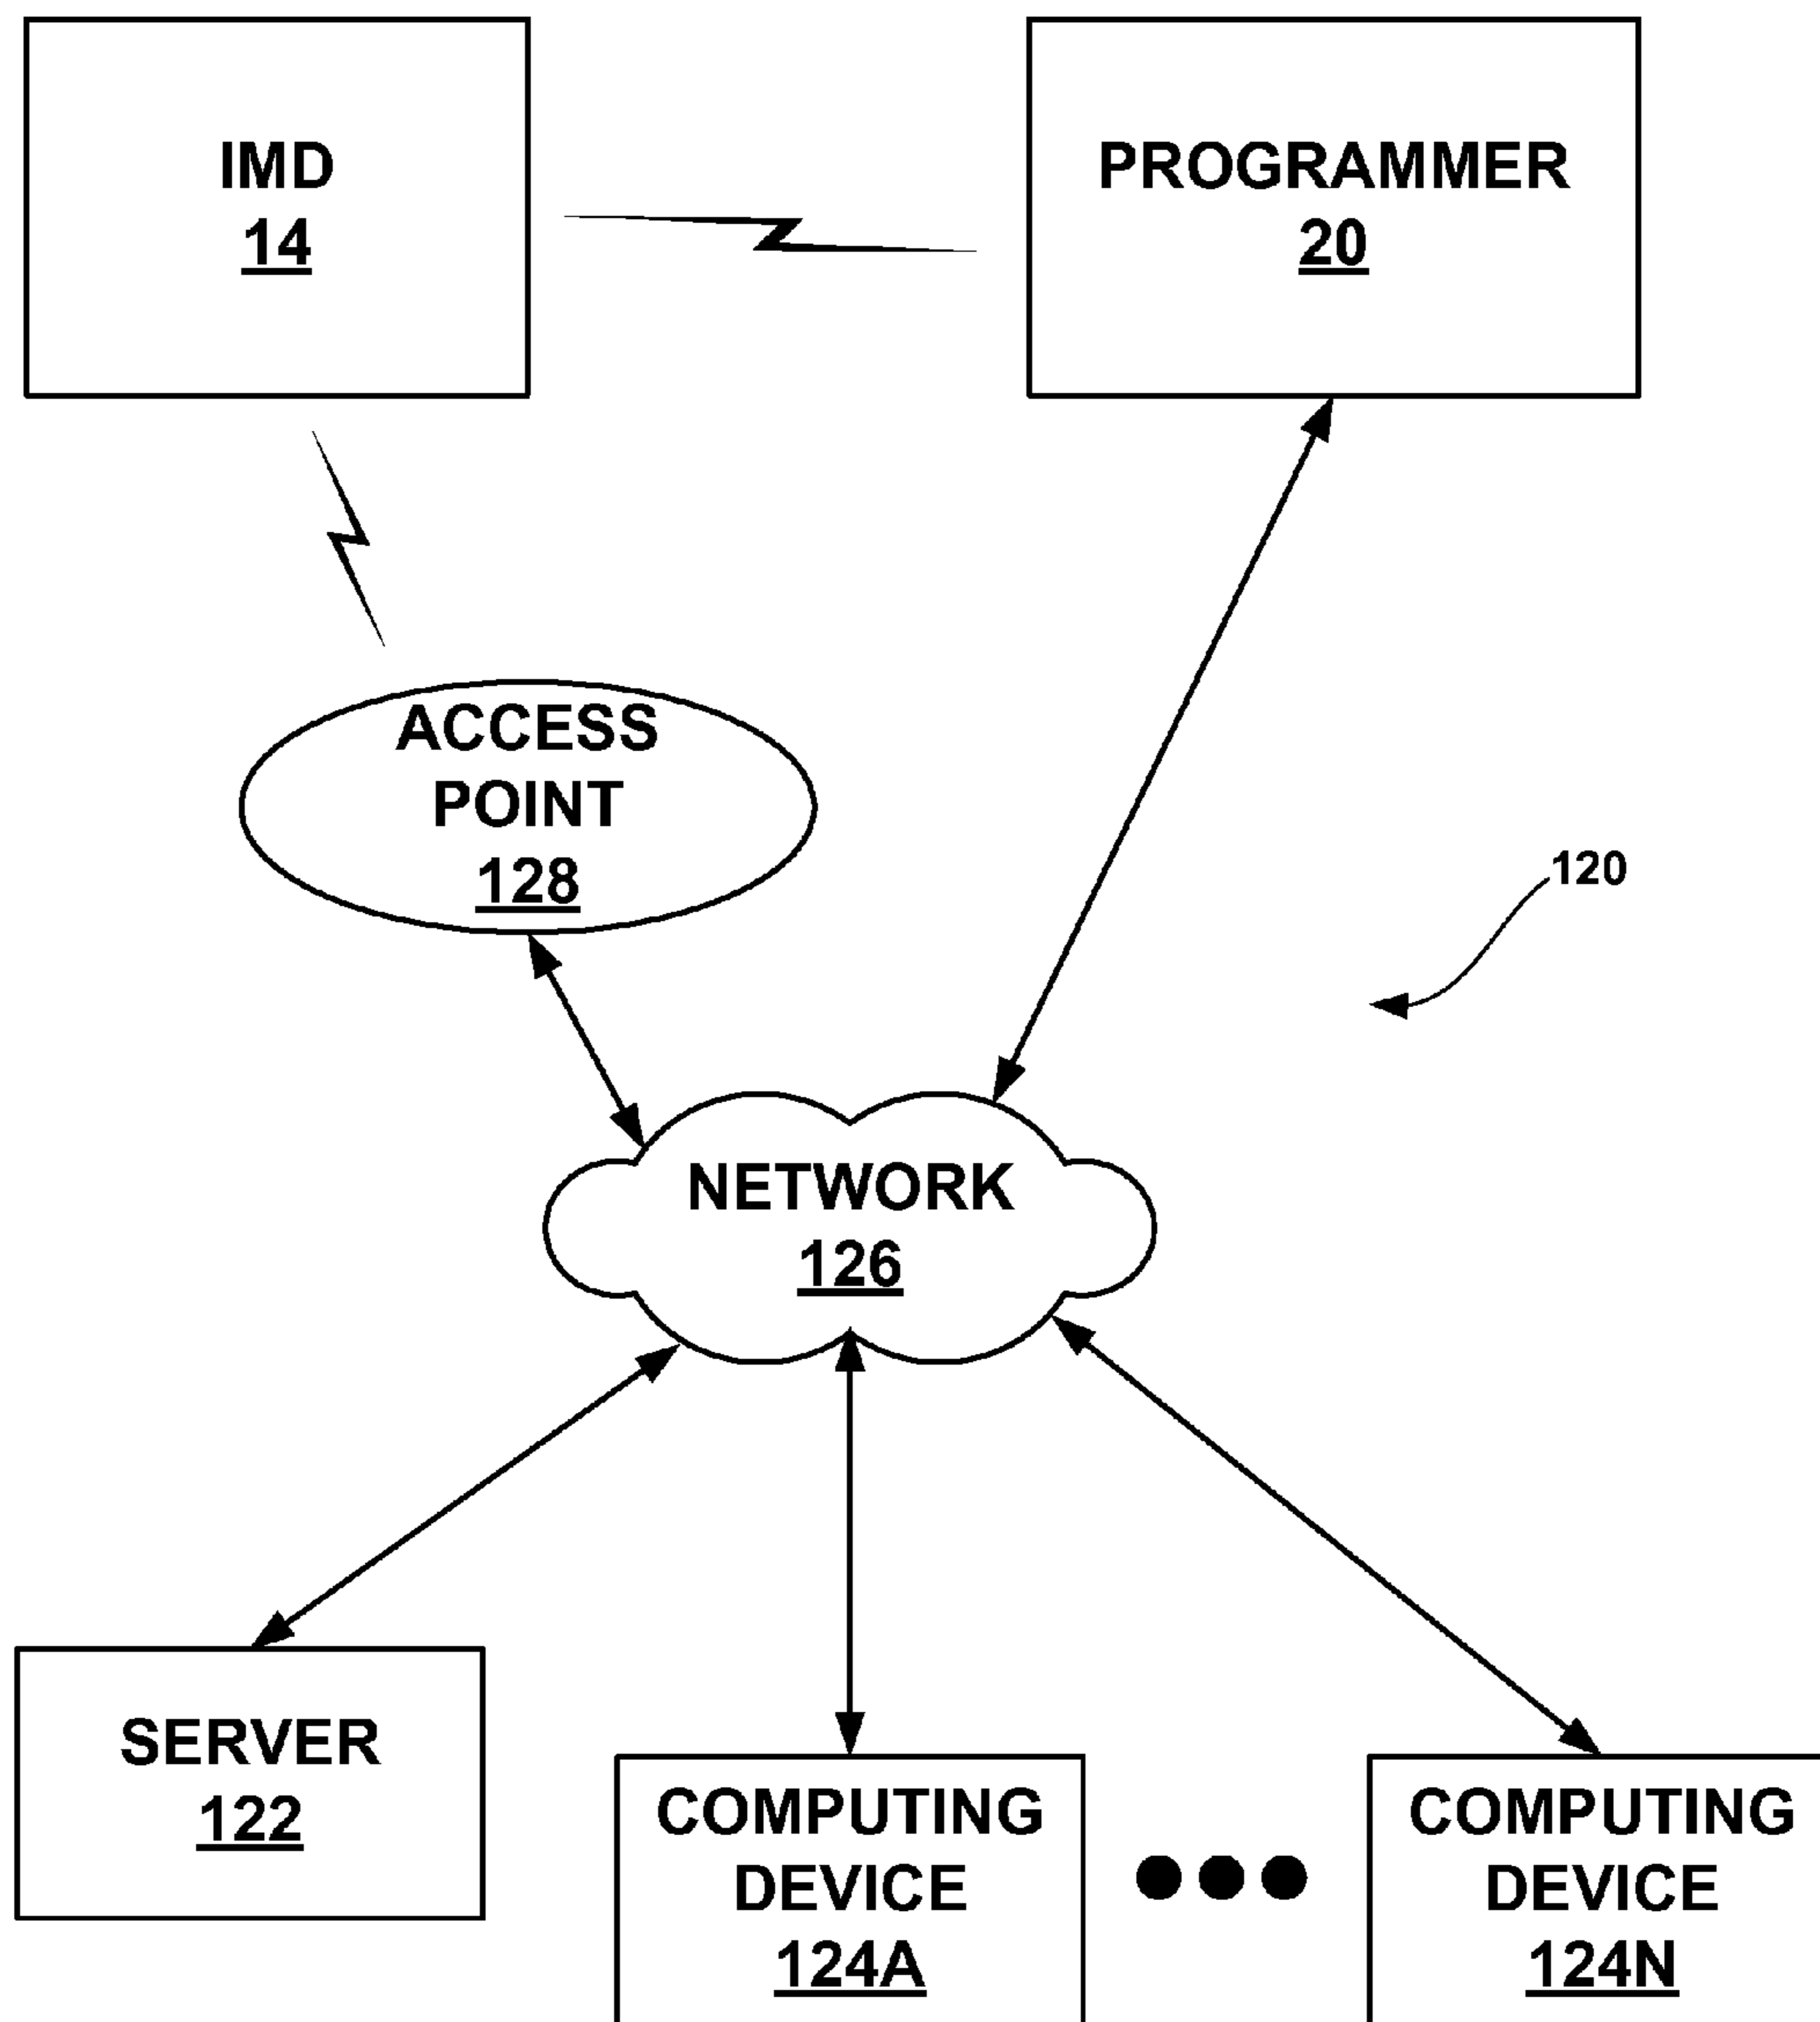 IMD
14
PROGRAMMER
20
ACCESS
POINT
128
120
NETWORK
126
SERVER
122
COMPUTING
DEVICE
124A
COMPUTING
DEVICE
124N